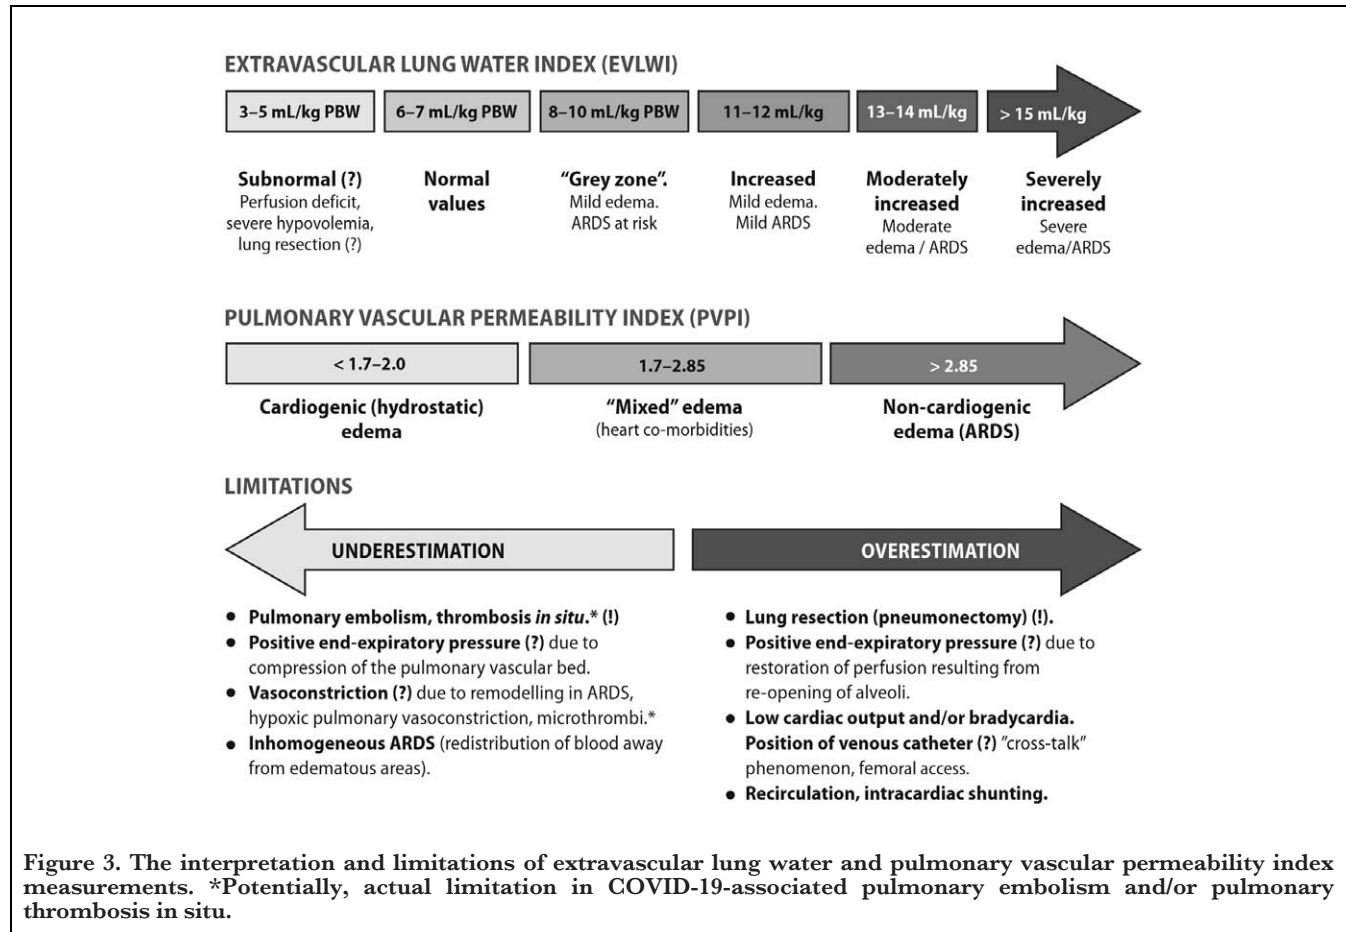 EXTRAVASCULAR LUNG WATER INDEX (EVLWI)
3–5 mL/kg PBW
6–7 mL/kg PBW
8–10 mL/kg PBW
11–12 mL/kg
13–14 mL/kg
> 15 mL/kg
Subnormal (?)
Perfusion deficit,
severe hypovolemia,
lung resection (?)
Normal
values
“Grey zone”.
Mild edema.
ARDS at risk
Increased
Mild edema.
Mild ARDS
Moderately
increased
Moderate
edema / ARDS
Severely
increased
Severe
edema/ARDS
PULMONARY VASCULAR PERMEABILITY INDEX (PVPI)
< 1.7–2.0
1.7–2.85
> 2.85
Cardiogenic (hydrostatic)
edema
“Mixed” edema
(heart co-morbidities)
Non-cardiogenic
edema (ARDS)
LIMITATIONS
UNDERESTIMATION
OVERESTIMATION
● Pulmonary embolism, thrombosis in situ.* (!)
● Positive end-expiratory pressure (?) due to
compression of the pulmonary vascular bed.
● Vasoconstriction (?) due to remodelling in ARDS,
hypoxic pulmonary vasoconstriction, microthrombi.*
● Inhomogeneous ARDS (redistribution of blood away
from edematous areas).
● Lung resection (pneumonectomy) (!).
● Positive end-expiratory pressure (?) due to
restoration of perfusion resulting from
re-opening of alveoli.
● Low cardiac output and/or bradycardia.
Position of venous catheter (?) ”cross-talk”
phenomenon, femoral access.
● Recirculation, intracardiac shunting.
Figure 3. The interpretation and limitations of extravascular lung water and pulmonary vascular permeability index
measurements. *Potentially, actual limitation in COVID-19-associated pulmonary embolism and/or pulmonary
thrombosis in situ.